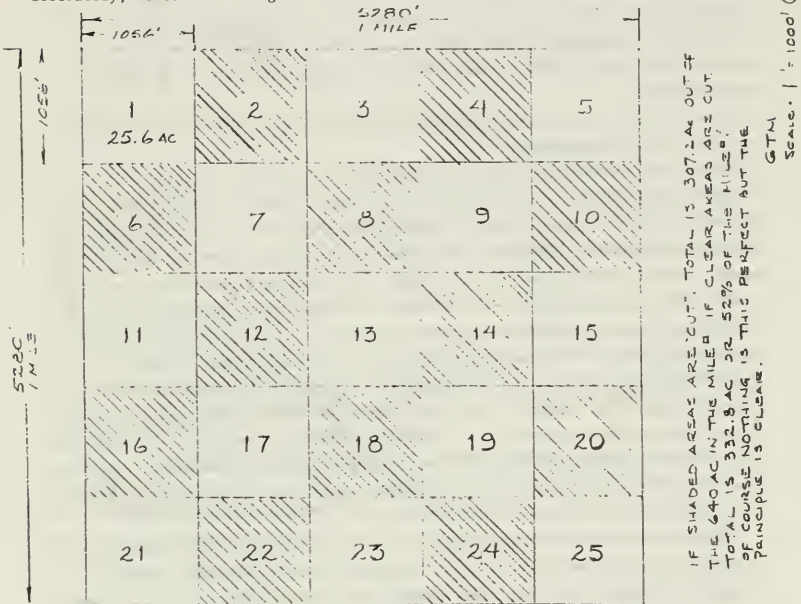 5280'
1 MILE
1056'
1056'
5280'
1 MILE
1
25.6 AC
2
3
4
5
6
7
8
9
10
11
12
13
14
15
16
17
18
19
20
21
22
23
24
25
IF SHADED AREAS ARE "CUT". TOTAL IS 307.2 AC OUT OF
THE 640 AC IN THE MILE□ IF CLEAR AREAS ARE CUT
TOTAL IS 332.8 AC OR 52% OF THE MILE□.
OF COURSE NOTHING IS THIS PERFECT BUT THE
PRINCIPLE IS CLEAR.
GTM
SCALE. 1" = 1000'